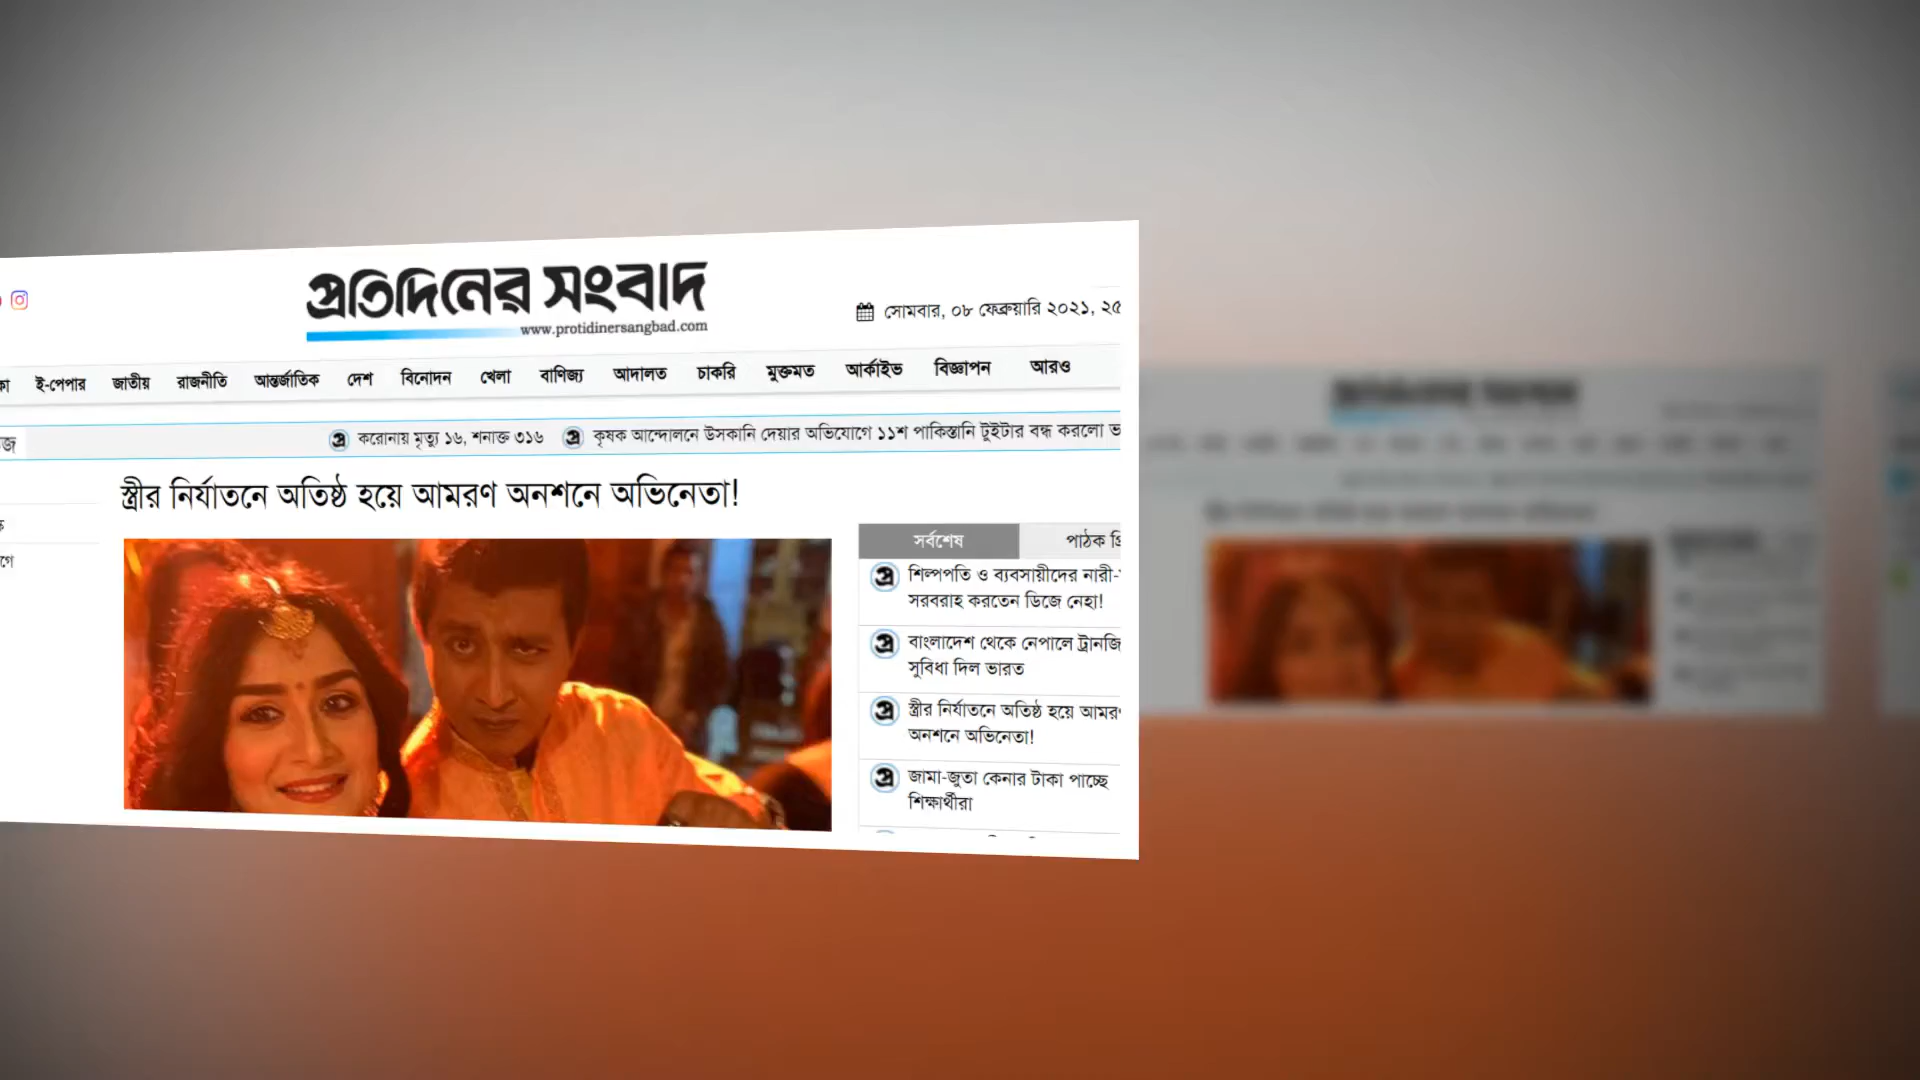 প্রতিদিনের সংবাদ
www.protidinersangbad.com
সোমবার, ০৮ ফেব্রুয়ারি ২০২১, ২৫
ই-পেপার জাতীয় রাজনীতি আন্তর্জাতিক দেশ বিনোদন খেলা বাণিজ্য আদালত চাকরি মুক্তমত আর্কাইভ বিজ্ঞাপন আরও
করোনায় মৃত্যু ১৬, শনাক্ত ৩১৬ কৃষক আন্দোলনে উসকানি দেয়ার অভিযোগে ১১শ পাকিস্তানি টুইটার বন্ধ করলো
স্ত্রীর নির্যাতনে অতিষ্ঠ হয়ে আমরণ অনশনে অভিনেতা!
সর্বশেষ পাঠক
শিল্পপতি ও ব্যবসায়ীদের নারী-
সরবরাহ করতেন ডিজে নেহা!
বাংলাদেশ থেকে নেপালে ট্রানজি
সুবিধা দিল ভারত
স্ত্রীর নির্যাতনে অতিষ্ঠ হয়ে আমরণ
অনশনে অভিনেতা!
জামা-জুতা কেনার টাকা পাচ্ছে
শিক্ষার্থীরা